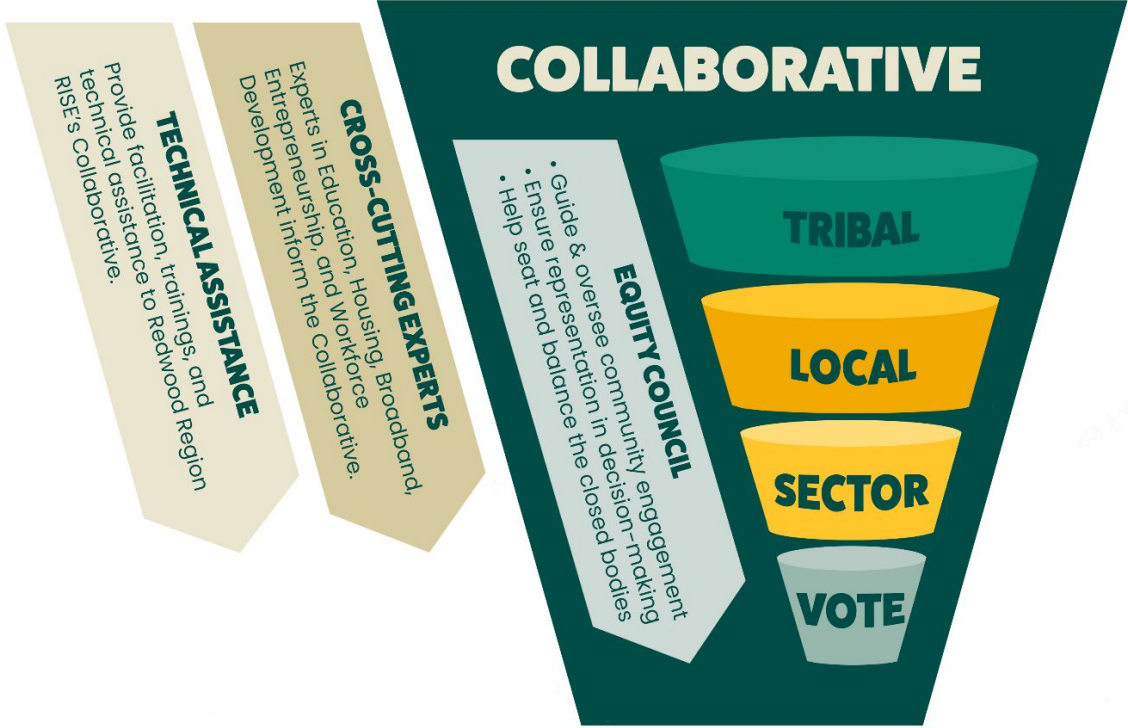 TECHNICAL ASSISTANCE
Provide facilitation, trainings, and
technical assistance to Redwood Region
RISE's Collaborative.
CROSS-CUTTING EXPERTS
Experts in Education, Housing, Broadband,
Entrepreneurship, and Workforce
Development inform the Collaborative.
COLLABORATIVE
EQUITY COUNCIL
• Guide & oversee community engagement
• Ensure representation in decision-making
• Help seat and balance the closed bodies
TRIBAL
LOCAL
SECTOR
VOTE